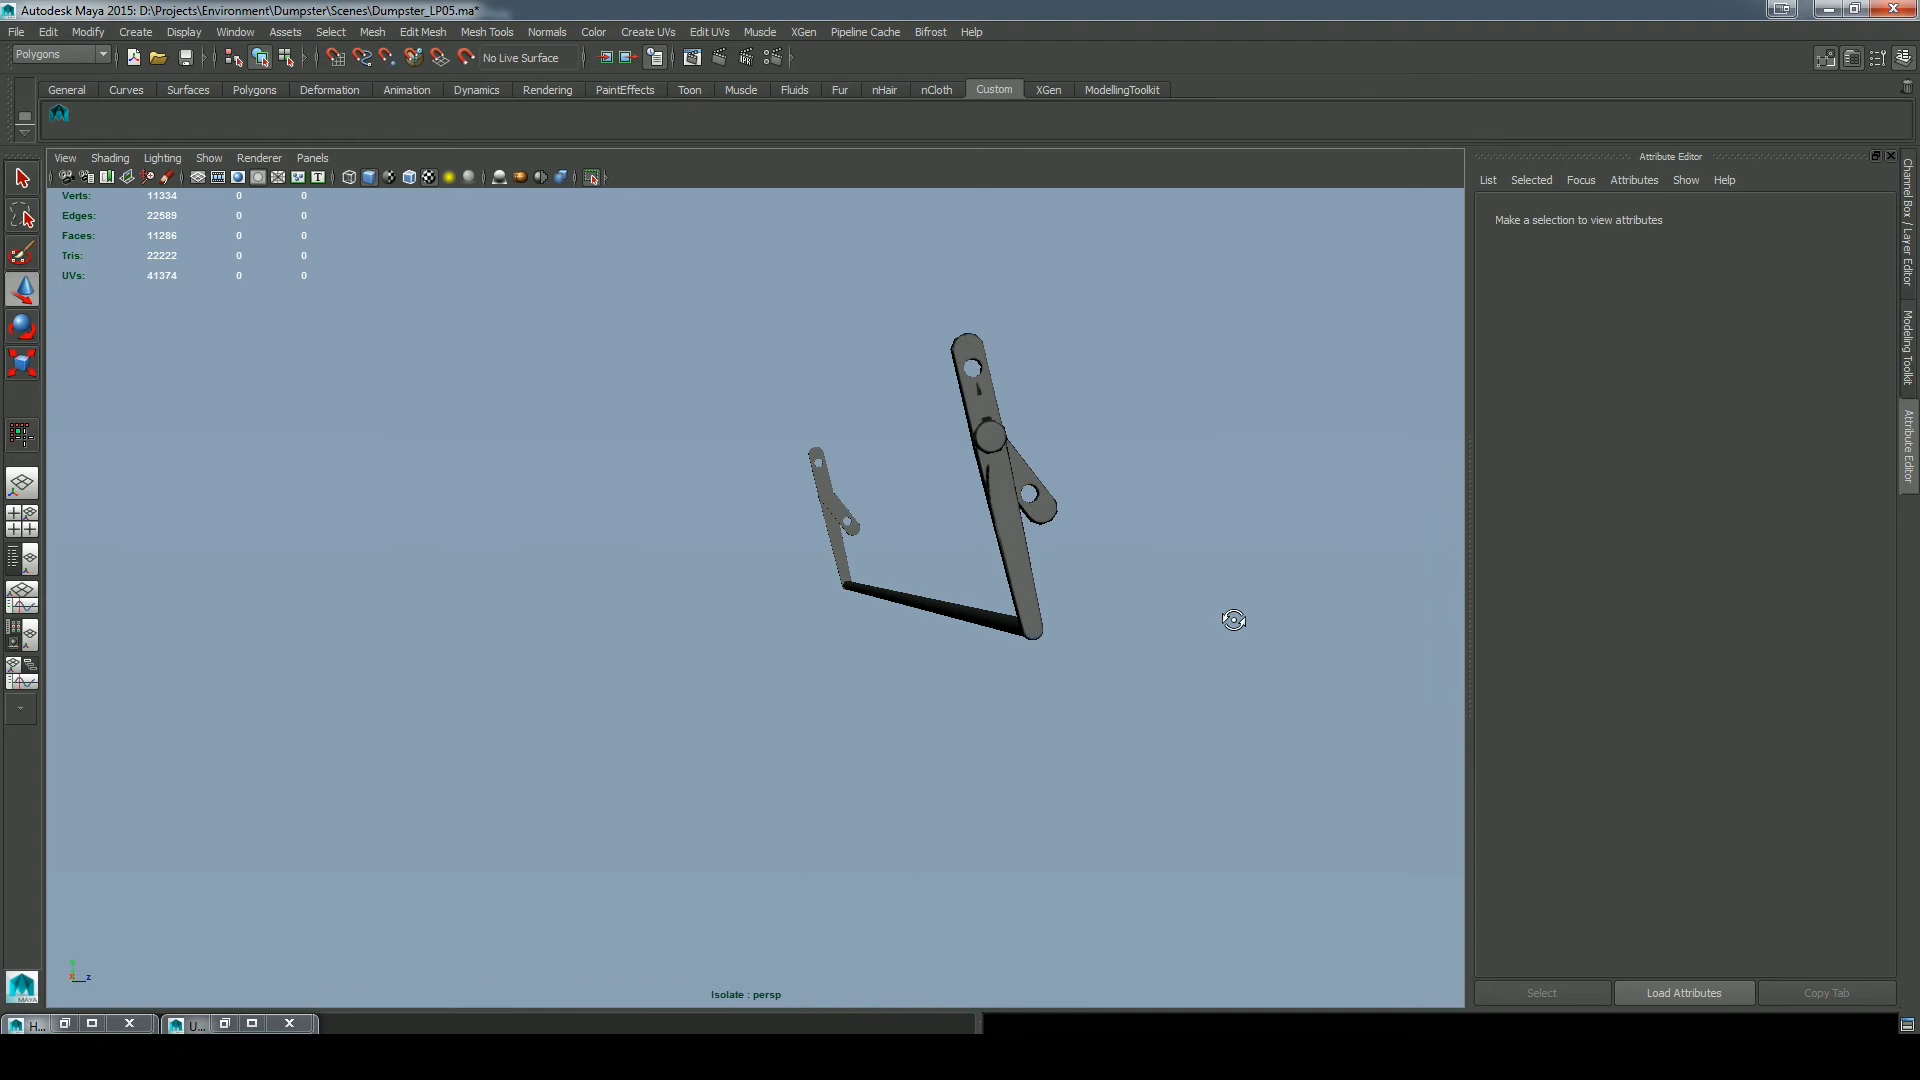 Autodesk Maya 2015: D:\Projects\Environment\Dumpster\Scenes\Dumpster_LP05.ma*
File Edit Modify Create Display Window Assets Select Mesh Edit Mesh Mesh Tools Normals Color Create UVs Edit UVs Muscle XGen Pipeline Cache Bifrost Help
Polygons
No Live Surface
General Curves Surfaces Polygons Deformation Animation Dynamics Rendering PaintEffects Toon Muscle Fluids Fur nHair nCloth Custom XGen ModellingToolkit
View Shading Lighting Show Renderer Panels
Attribute Editor
List Selected Focus Attributes Show Help
Make a selection to view attributes
Verts: 11334 0 0
Edges: 22589 0 0
Faces: 11286 0 0
Tris: 22222 0 0
UVs: 41374 0 0
Channel Box / Layer Editor
Modeling Toolkit
Attribute Editor
z
Isolate : persp
Select Load Attributes Copy Tab
MAYA
H... U...